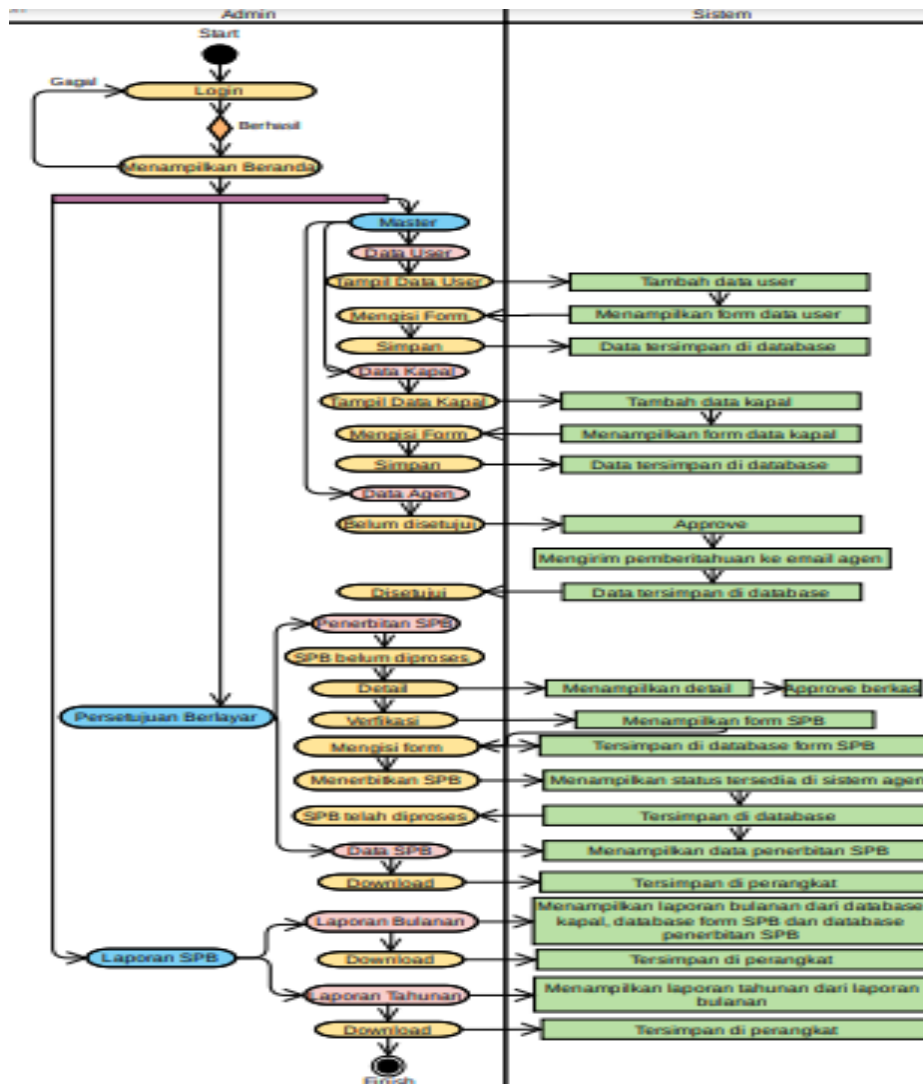 Admin
Sistem
Start
Gagal
Login
Berhasil
Menampilkan Beranda
Master
Data User
Tampil Data User
Tambah data user
Mengisi Form
Menampilkan form data user
Simpan
Data tersimpan di database
Data Kapal
Tampil Data Kapal
Tambah data kapal
Mengisi Form
Menampilkan form data kapal
Simpan
Data tersimpan di database
Data Agen
Belum disetujui
Approve
Mengirim pemberitahuan ke email agen
Disetujui
Data tersimpan di database
Penerbitan SPB
SPB belum diproses
Detail
Menampilkan detail
Approve berkas
Persetujuan Berlayar
Verfikasi
Menampilkan form SPB
Mengisi form
Tersimpan di database form SPB
Menerbitkan SPB
Menampilkan status tersedia di sistem agen
SPB telah diproses
Tersimpan di database
Data SPB
Menampilkan data penerbitan SPB
Download
Tersimpan di perangkat
Laporan Bulanan
Menampilkan laporan bulanan dari database
kapal, database form SPB dan database
penerbitan SPB
Laporan SPB
Download
Tersimpan di perangkat
Laporan Tahunan
Menampilkan laporan tahunan dari laporan
bulanan
Download
Tersimpan di perangkat
Finish